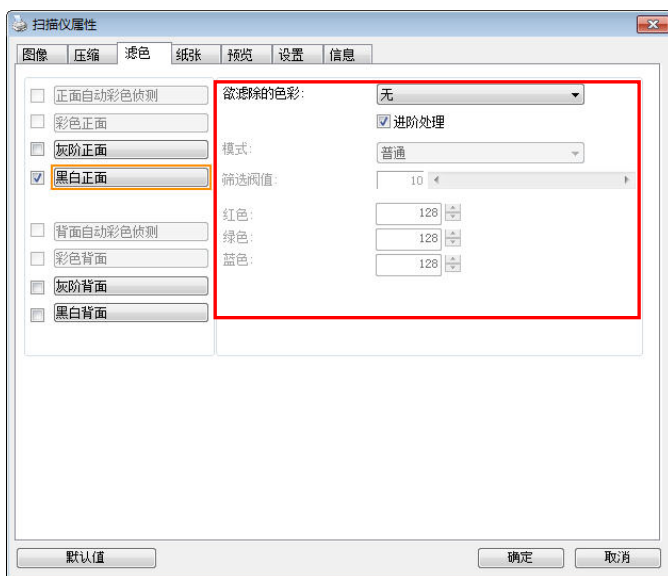 扫描仪属性
图像 压缩 滤色 纸张 预览 设置 信息
正面自动彩色侦测
彩色正面
灰阶正面
黑白正面
背面自动彩色侦测
彩色背面
灰阶背面
黑白背面
欲滤除的色彩: 无
进阶处理
模式: 普通
筛选阀值: 10
红色: 128
绿色: 128
蓝色: 128
默认值 确定 取消